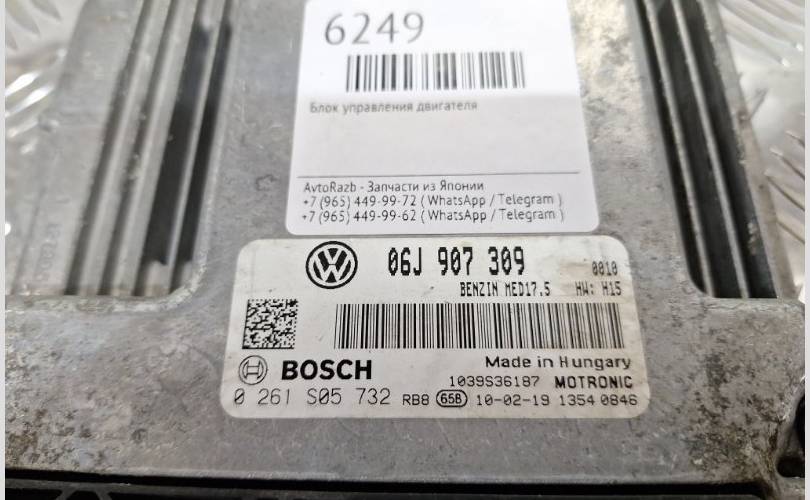 6249
Блок управления двигателя
AvtoRazb - Запчасти из Японии
+7 (965) 449-99-72 ( WhatsApp / Telegram )
+7 (965) 449-99-62 ( WhatsApp / Telegram )
06J 907 309 0010
BENZIN MED17.5 HW: H15
BOSCH Made in Hungary
1039S36187 MOTRONIC
0 261 S05 732 RB8 658 10-02-19 1354 0846